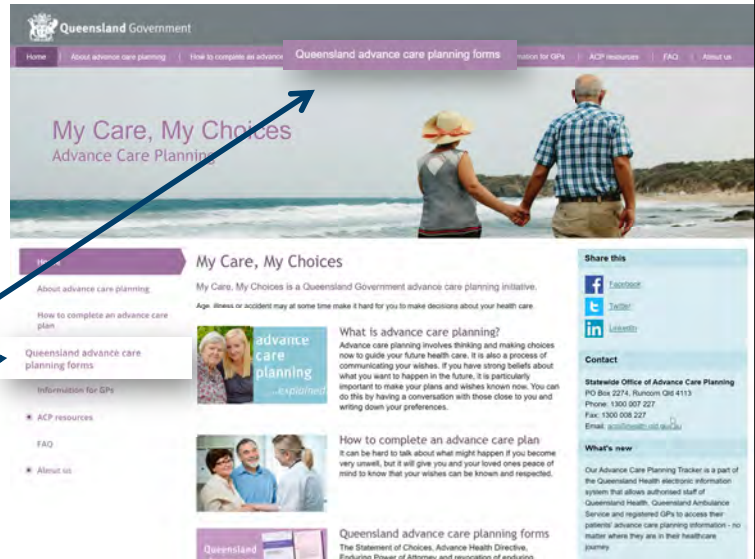 Queensland Government
Home
About advance care planning
How to complete an advance
Queensland advance care planning forms
mation for GPs
ACP resources
FAQ
About us
My Care, My Choices
Advance Care Planning
About advance care planning
How to complete an advance care
plan
Queensland advance care
planning forms
Information for GPs
ACP resources
FAQ
About us
My Care, My Choices
My Care, My Choices is a Queensland Government advance care planning initiative.
Age, illness or accident may at some time make it hard for you to make decisions about your health care.
advance
care
planning
...explained
What is advance care planning?
Advance care planning involves thinking and making choices
now to guide your future health care. It is also a process of
communicating your wishes. If you have strong beliefs about
what you want to happen in the future, it is particularly
important to make your plans and wishes known now. You can
do this by having a conversation with those close to you and
writing down your preferences.
How to complete an advance care plan
It can be hard to talk about what might happen if you become
very unwell, but it will give you and your loved ones peace of
mind to know that your wishes can be known and respected.
Queensland
Queensland advance care planning forms
The Statement of Choices, Advance Health Directive,
Enduring Power of Attorney and revocation of enduring
Share this
Facebook
Twitter
LinkedIn
Contact
Statewide Office of Advance Care Planning
PO Box 2274, Runcorn Qld 4113
Phone: 1300 007 227
Fax: 1300 008 227
Email:
What's new
Our Advance Care Planning Tracker is a part of
the Queensland Health electronic information
system that allows authorised staff of
Queensland Health, Queensland Ambulance
Service and registered GPs to access their
patients' advance care planning information - no
matter where they are in their healthcare
journey